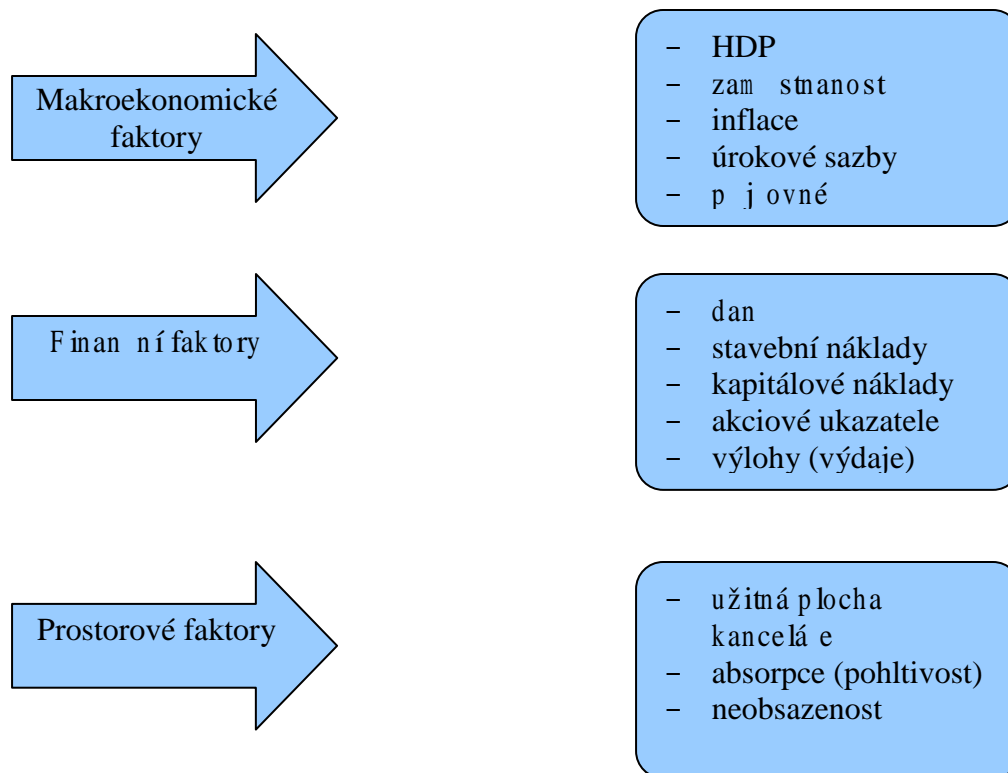 Makroekonomické
faktory
– HDP
– zam stnanost
– inflace
– úrokové sazby
– p j ovné
Finan ní faktory
– dan
– stavební náklady
– kapitálové náklady
– akciové ukazatele
– výlohy (výdaje)
Prostorové faktory
– užitná plocha
kancelá e
– absorpce (pohltivost)
– neobsazenost